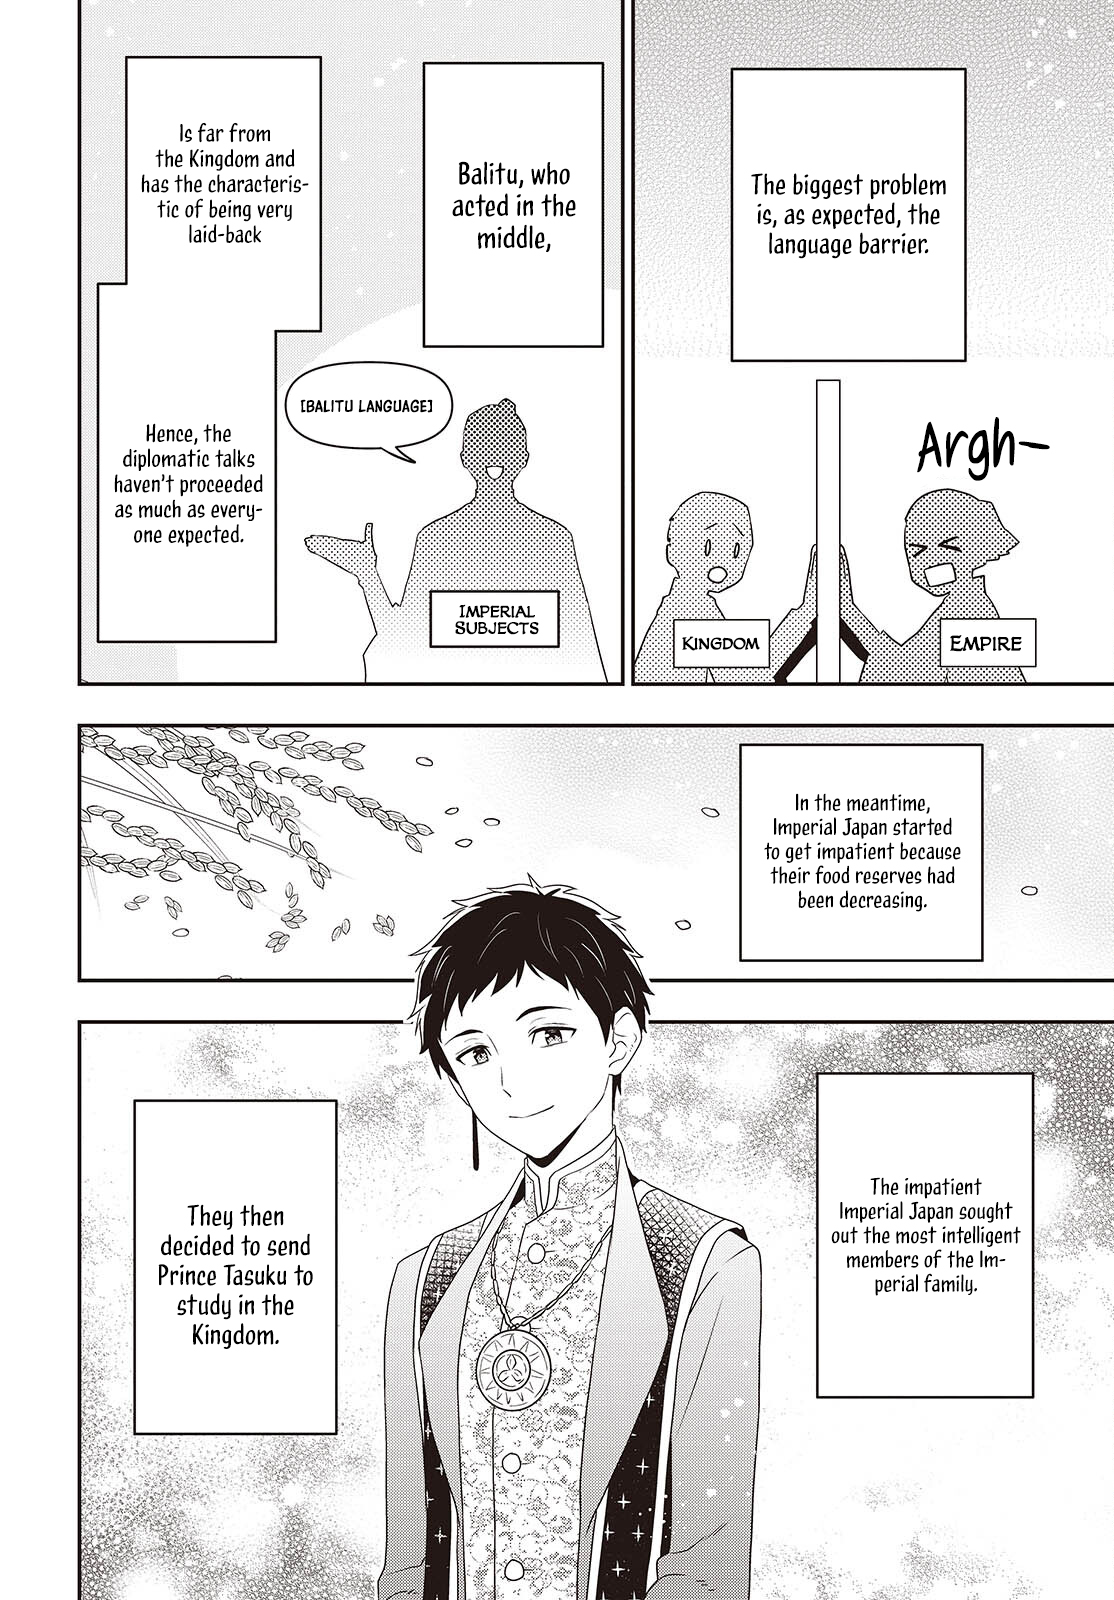 The biggest problem
is, as expected, the
language barrier.
Argh–
KINGDOM
EMPIRE
Balitu, who
acted in the
middle,
[BALITU LANGUAGE]
IMPERIAL
SUBJECTS
Is far from
the Kingdom and
has the characteris-
tic of being very
laid-back
Hence, the
diplomatic talks
haven't proceeded
as much as every-
one expected.
In the meantime,
Imperial Japan started
to get impatient because
their food reserves had
been decreasing.
The impatient
Imperial Japan sought
out the most intelligent
members of the Im-
perial family.
They then
decided to send
Prince Tasuku to
study in the
Kingdom.